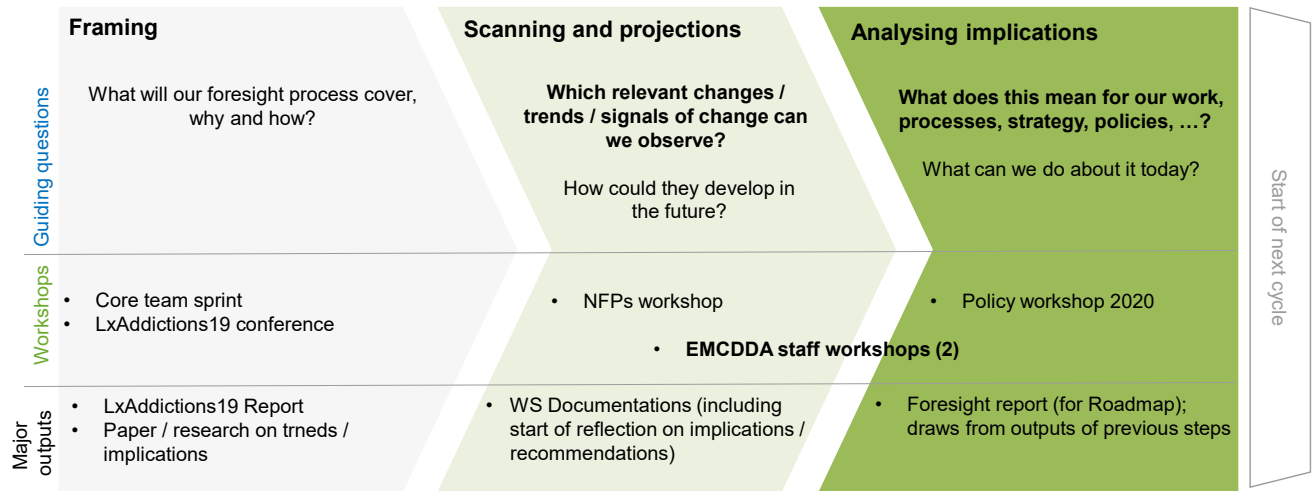 Framing
Scanning and projections
Analysing implications
Guiding questions
What will our foresight process cover,
why and how?
Which relevant changes /
trends / signals of change can
we observe?
How could they develop in
the future?
What does this mean for our work,
processes, strategy, policies, …?
What can we do about it today?
Start of next cycle
Workshops
• Core team sprint
• LxAddictions19 conference
• NFPs workshop
• Policy workshop 2020
• EMCDDA staff workshops (2)
Major
outputs
• LxAddictions19 Report
• Paper / research on trneds /
implications
• WS Documentations (including
start of reflection on implications /
recommendations)
• Foresight report (for Roadmap);
draws from outputs of previous steps